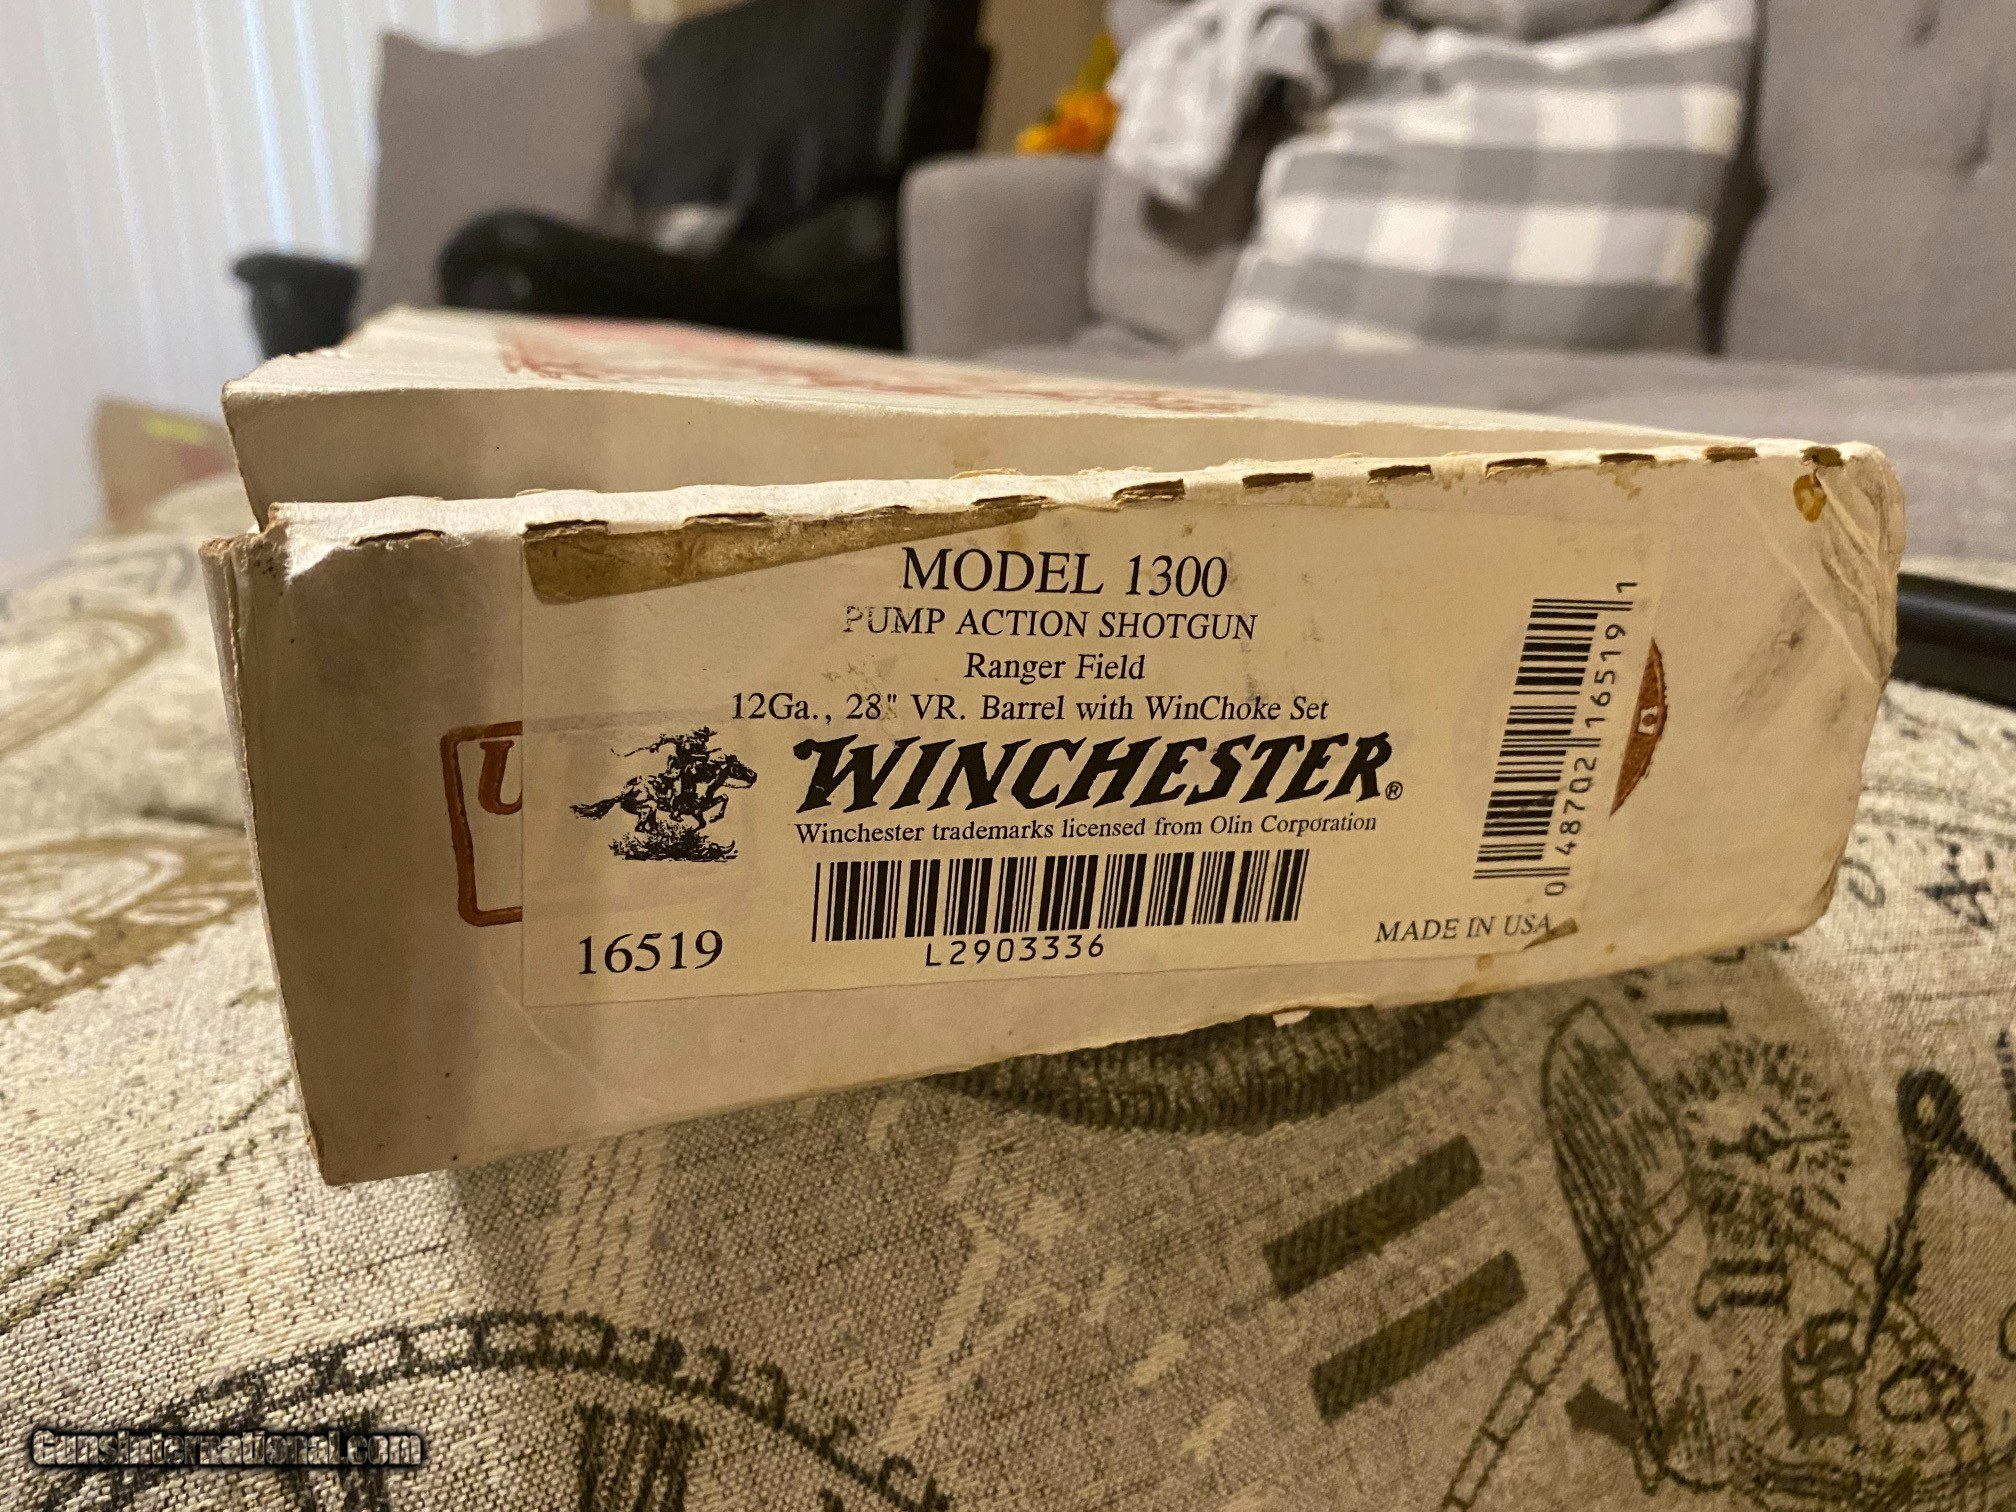 MODEL 1300
PUMP ACTION SHOTGUN
Ranger Field
12Ga., 28" VR. Barrel with WinChoke Set
WINCHESTER®
Winchester trademarks licensed from Olin Corporation
L2903336
16519
MADE IN USA
0 48702 16519 1
U
GunsInternational.com